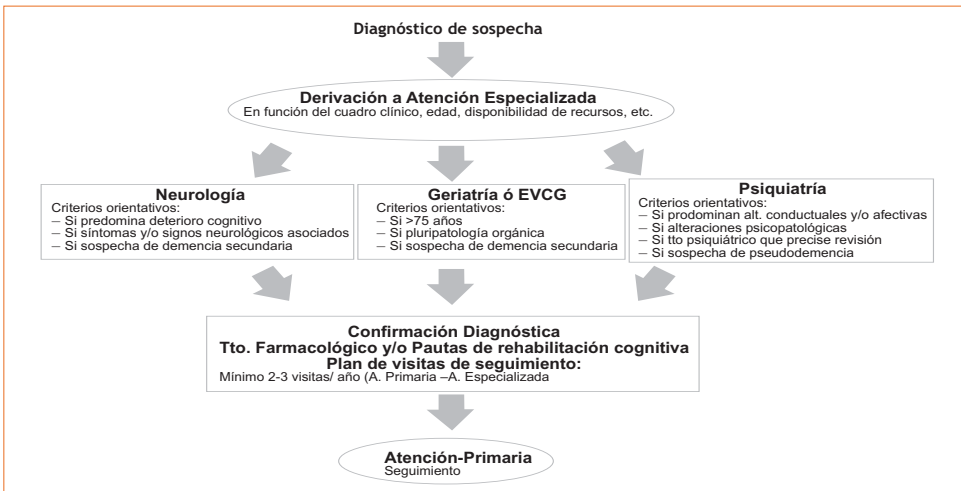 Diagnóstico de sospecha
Derivación a Atención Especializada
En función del cuadro clínico, edad, disponibilidad de recursos, etc.
Neurología
Criterios orientativos:
– Si predomina deterioro cognitivo
– Si síntomas y/o signos neurológicos asociados
– Si sospecha de demencia secundaria
Geriatría ó EVCG
Criterios orientativos:
– Si >75 años
– Si pluripatología orgánica
– Si sospecha de demencia secundaria
Psiquiatría
Criterios orientativos:
– Si prodominan alt. conductuales y/o afectivas
– Si alteraciones psicopatológicas
– Si tto psiquiátrico que precise revisión
– Si sospecha de pseudodemencia
Confirmación Diagnóstica
Tto. Farmacológico y/o Pautas de rehabilitación cognitiva
Plan de visitas de seguimiento:
Mínimo 2-3 visitas/ año (A. Primaria –A. Especializada
Atención-Primaria
Seguimiento